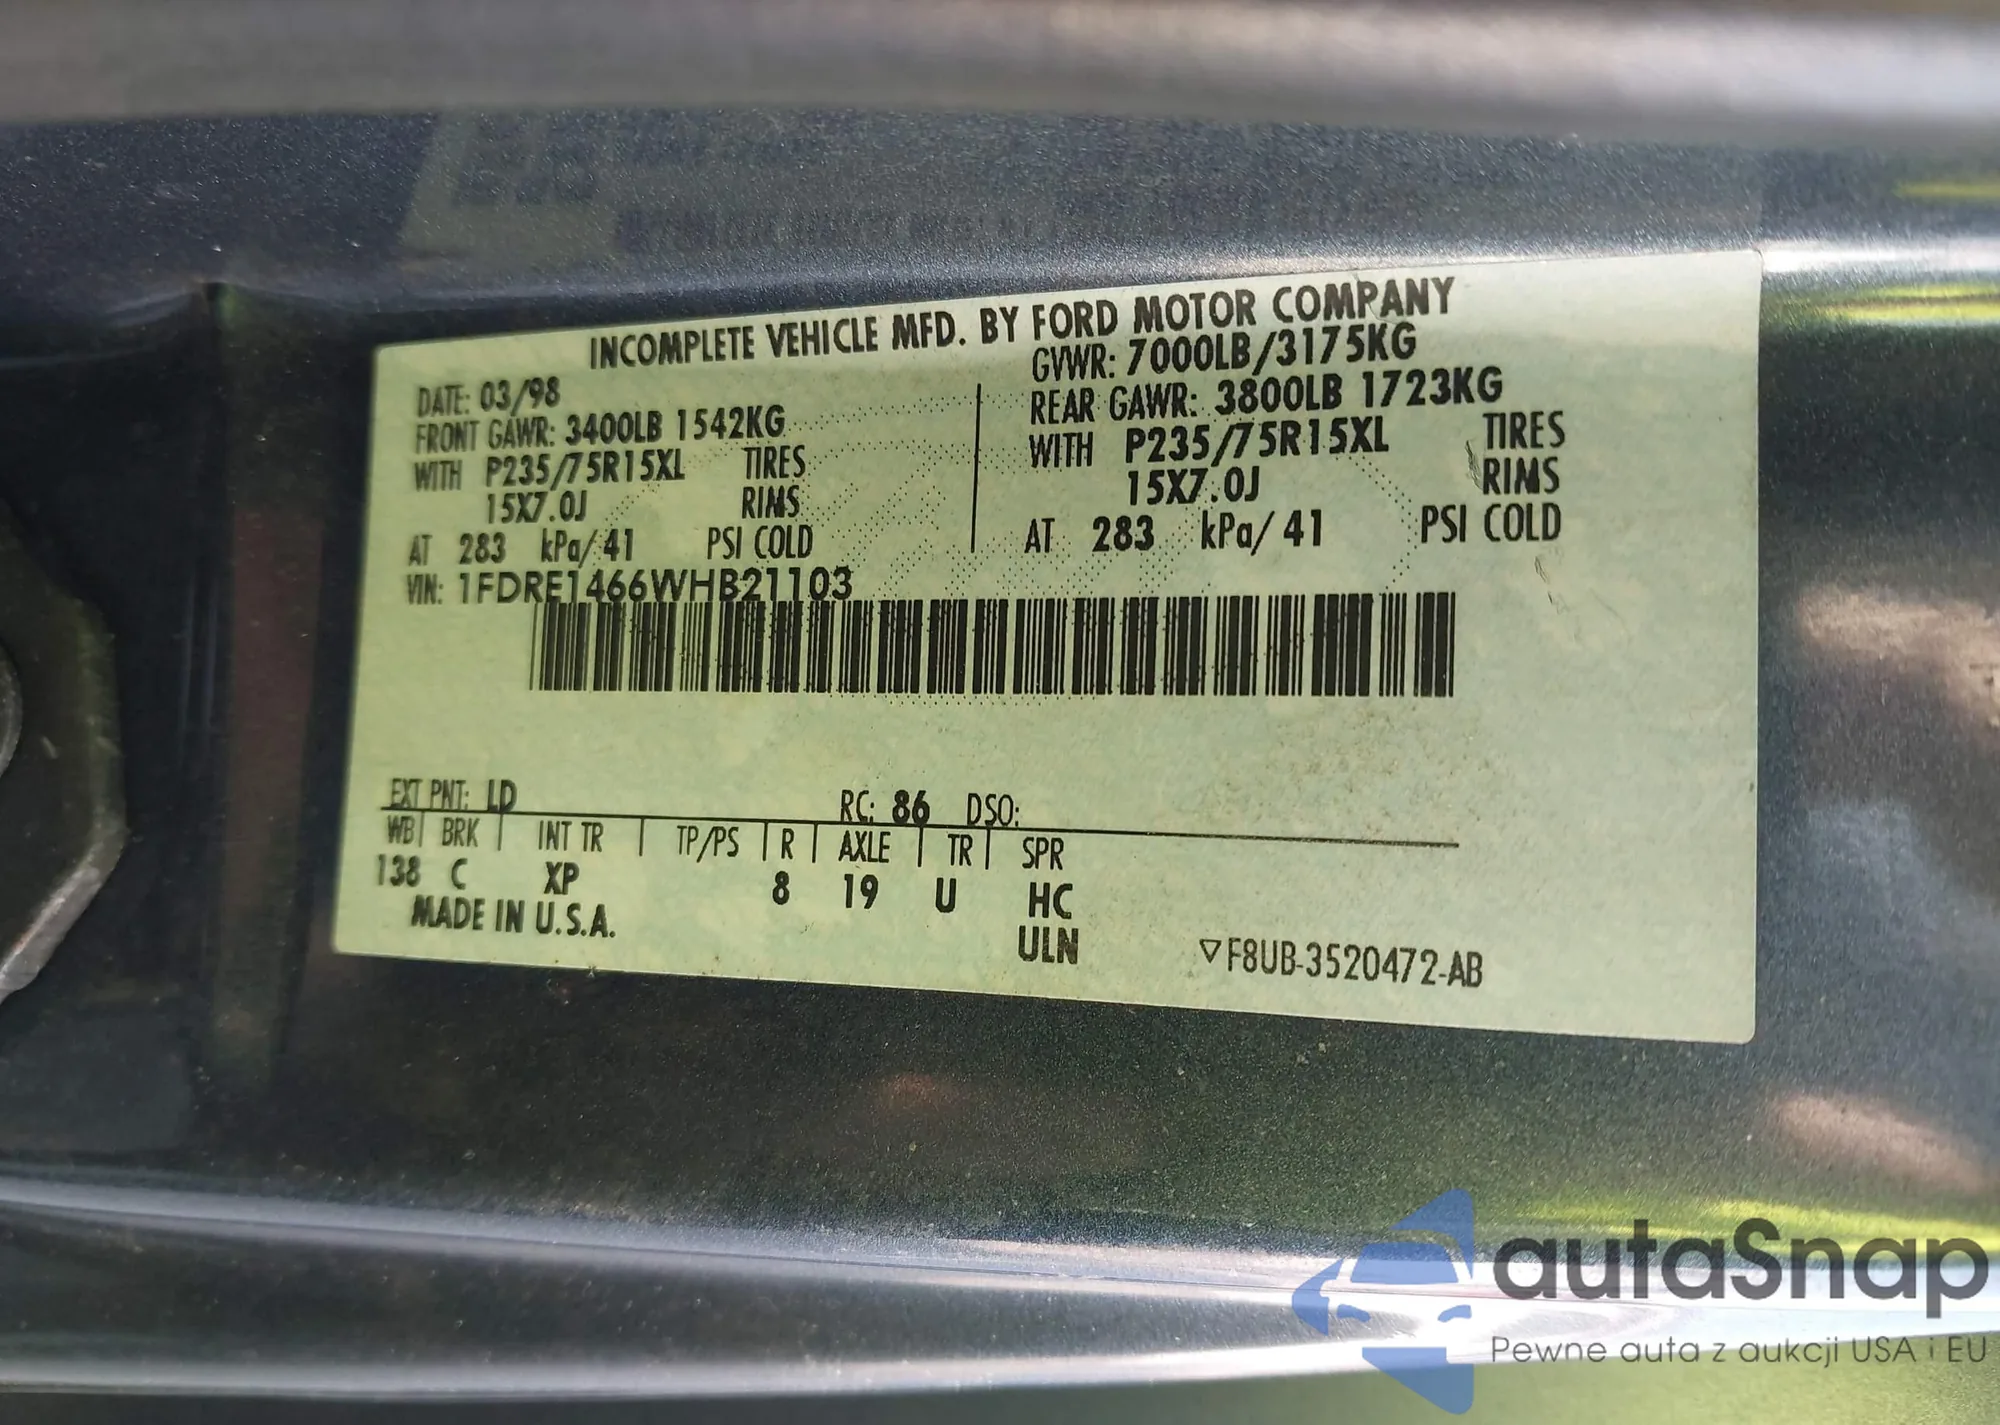 INCOMPLETE VEHICLE MFD. BY FORD MOTOR COMPANY
DATE: 03/98 GVWR: 7000LB/3175KG
FRONT GAWR: 3400LB 1542KG REAR GAWR: 3800LB 1723KG
WITH P235/75R15XL TIRES WITH P235/75R15XL TIRES
15X7.0J RIMS 15X7.0J RIMS
AT 283 kPa/41 PSI COLD AT 283 kPa/41 PSI COLD
VIN: 1FDRE1466WHB21103
EXT PNT: LD RC: 86 DSO:
WB BRK INT TR TP/PS R AXLE TR SPR
138 C XP 8 19 U HC
MADE IN U.S.A. ULN
▽F8UB-3520472-AB
autaSnap
Pewne auta z aukcji USA i EU